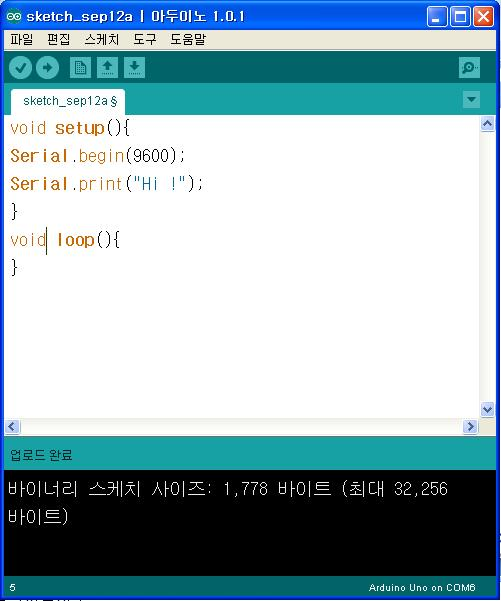 sketch_sep12a | 아두이노 1.0.1
파일 편집 스케치 도구 도움말
sketch_sep12a §
void setup(){
Serial.begin(9600);
Serial.print("Hi !");
}
void loop(){
}
업로드 완료
바이너리 스케치 사이즈: 1,778 바이트 (최대 32,256
바이트)
5 Arduino Uno on COM6